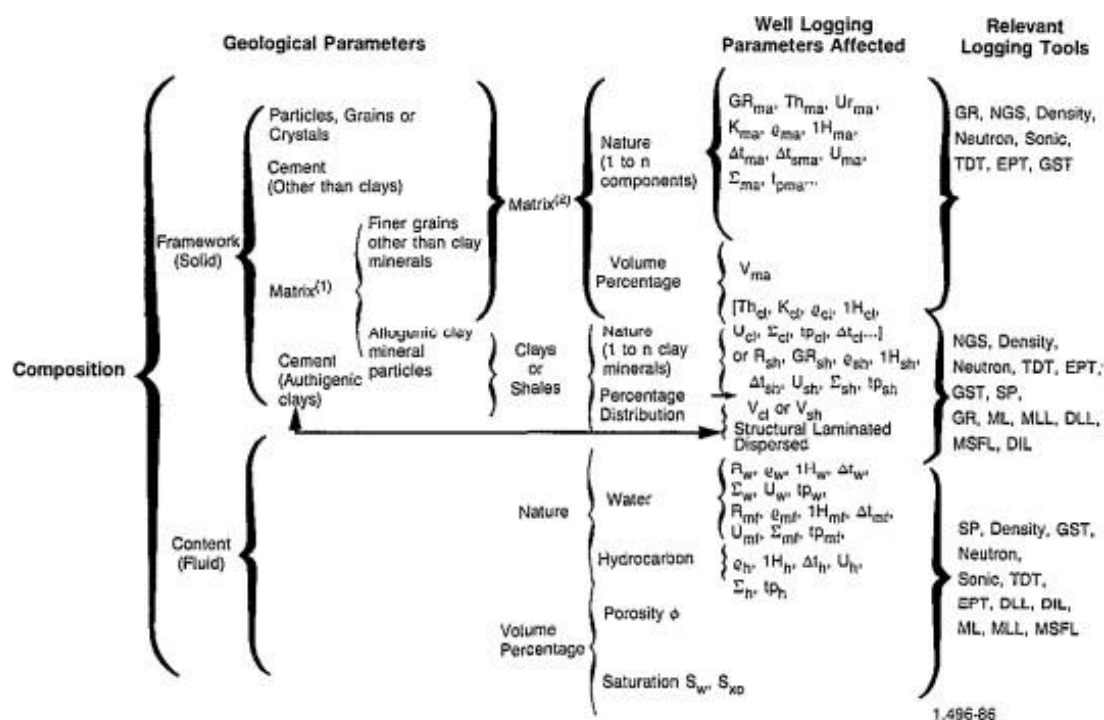 Geological Parameters
Well Logging
Parameters Affected
Relevant
Logging Tools
Composition
Framework
(Solid)
Particles, Grains or
Crystals
Cement
(Other than clays)
Matrix(1)
Finer grains
other than clay
minerals
Allogenic clay
mineral
particles
Cement
(Authigenic
clays)
Matrix(2)
Clays
or
Shales
Nature
(1 to n
components)
Volume
Percentage
Nature
(1 to n clay
minerals)
Percentage
Distribution
GRma, Thma, Urma,
Kma, ϱma, 1Hma,
Δtma, Δtsma, Uma,
Σma, tpma...
Vma
[Thcl, Kcl, ϱcl, 1Hcl,
Ucl, Σcl, tpcl, Δtcl...]
or Rsh, GRsh, ϱsh, 1Hsh,
Δtsh, Ush, Σsh, tpsh
Vcl or Vsh
Structural Laminated
Dispersed
GR, NGS, Density,
Neutron, Sonic,
TDT, EPT, GST
NGS, Density,
Neutron, TDT, EPT,
GST, SP,
GR, ML, MLL, DLL,
MSFL, DIL
Content
(Fluid)
Nature
Water
Hydrocarbon
Volume
Percentage
Porosity ϕ
Saturation Sw, Sxo
Rw, ϱw, 1Hw, Δtw,
Σw, Uw, tpw,
Rmf, ϱmf, 1Hmf, Δtmf,
Umf, Σmf, tpmf,
ϱh, 1Hh, Δth, Uh,
Σh, tph
SP, Density, GST,
Neutron,
Sonic, TDT,
EPT, DLL, DIL,
ML, MLL, MSFL
1,496-86